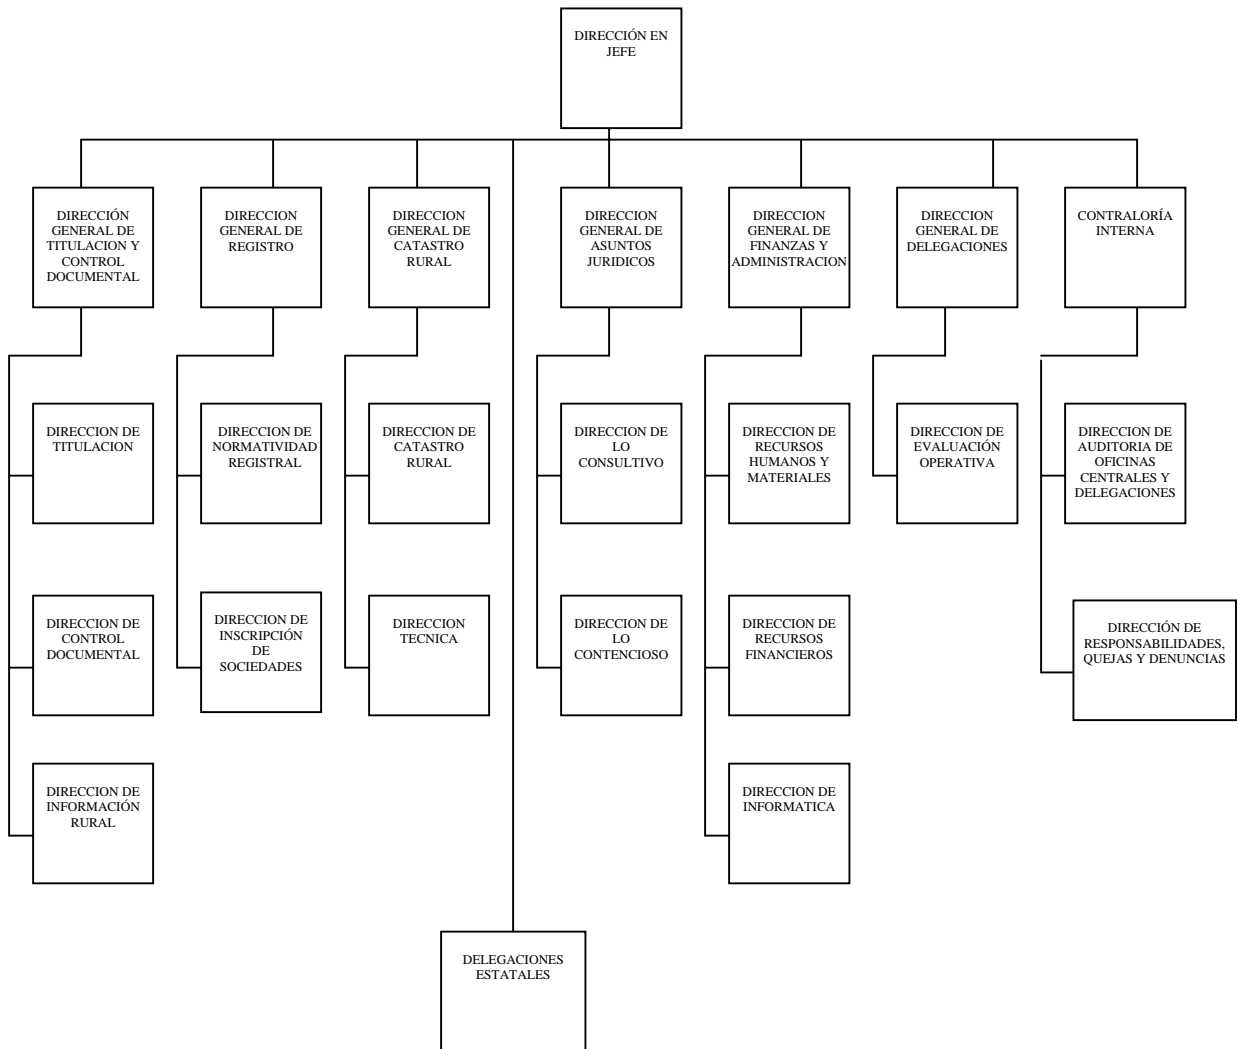 DIRECCIÓN EN
JEFE
DIRECCIÓN
GENERAL DE
TITULACION Y
CONTROL
DOCUMENTAL
DIRECCION
GENERAL DE
REGISTRO
DIRECCION
GENERAL DE
CATASTRO
RURAL
DIRECCION
GENERAL DE
ASUNTOS
JURIDICOS
DIRECCION
GENERAL DE
FINANZAS Y
ADMINISTRACION
DIRECCION
GENERAL DE
DELEGACIONES
CONTRALORÍA
INTERNA
DIRECCION DE
TITULACION
DIRECCION DE
NORMATIVIDAD
REGISTRAL
DIRECCION DE
CATASTRO
RURAL
DIRECCION DE
LO
CONSULTIVO
DIRECCION DE
RECURSOS
HUMANOS Y
MATERIALES
DIRECCION DE
EVALUACIÓN
OPERATIVA
DIRECCION DE
AUDITORIA DE
OFICINAS
CENTRALES Y
DELEGACIONES
DIRECCION DE
CONTROL
DOCUMENTAL
DIRECCION DE
INSCRIPCIÓN
DE
SOCIEDADES
DIRECCION
TECNICA
DIRECCION DE
LO
CONTENCIOSO
DIRECCION DE
RECURSOS
FINANCIEROS
DIRECCIÓN DE
RESPONSABILIDADES,
QUEJAS Y DENUNCIAS
DIRECCION DE
INFORMACIÓN
RURAL
DIRECCION DE
INFORMATICA
DELEGACIONES
ESTATALES